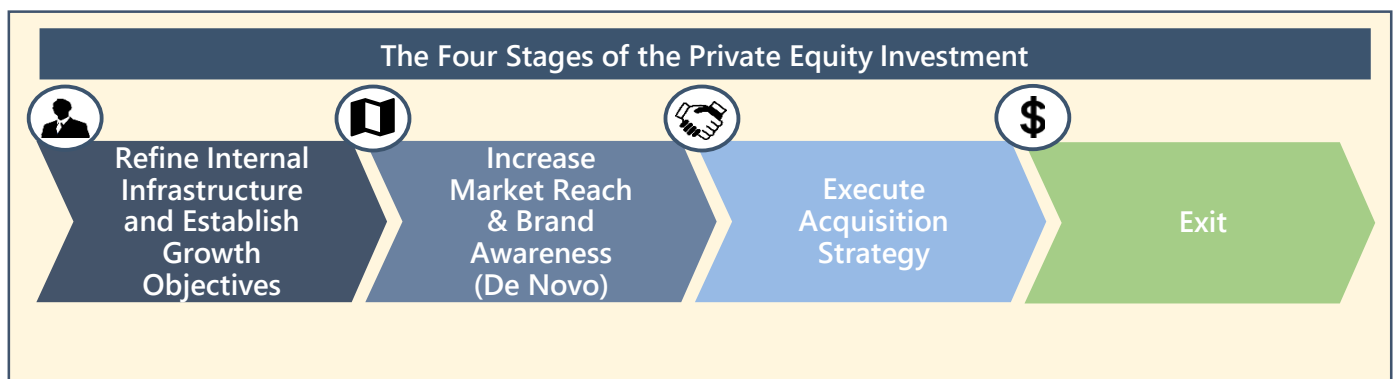 The Four Stages of the Private Equity Investment
Refine Internal
Infrastructure
and Establish
Growth
Objectives
Increase
Market Reach
& Brand
Awareness
(De Novo)
Execute
Acquisition
Strategy
$
Exit